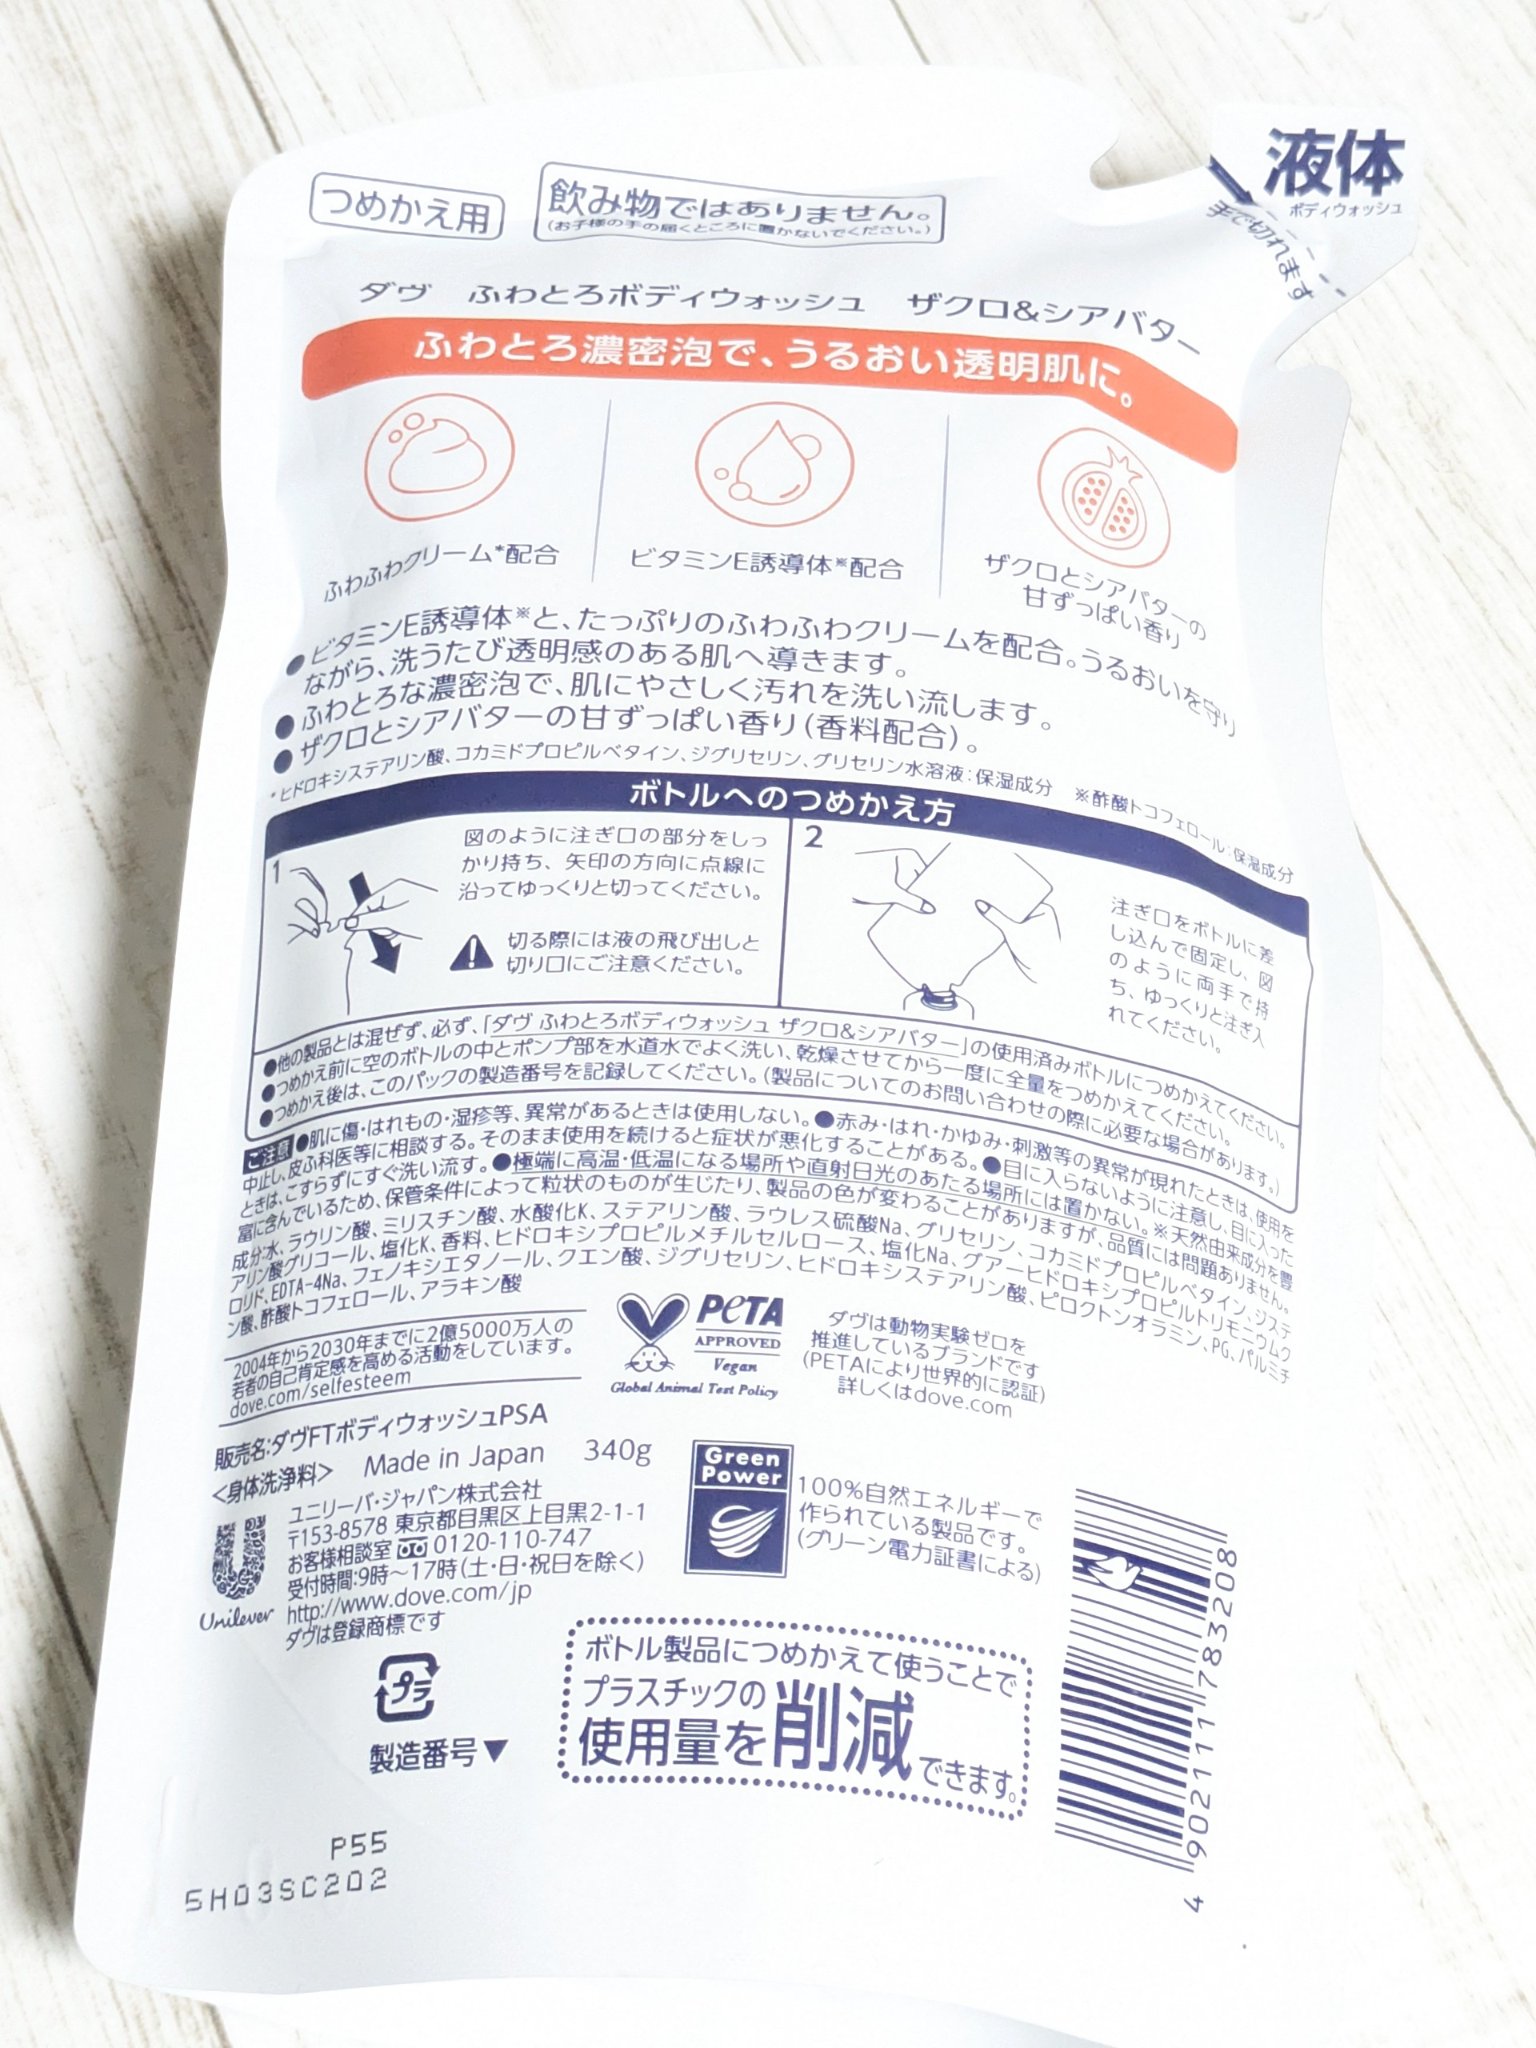 つめかえ用
飲み物ではありません。
(お子様の手の届くところに置かないでください。)
液体
ボディウォッシュ
手で切れます
ダヴ ふわとろボディウォッシュ ザクロ&シアバター
ふわとろ濃密泡で、うるおい透明肌に。
ふわふわクリーム*配合
ビタミンE誘導体※配合
ザクロとシアバターの
甘ずっぱい香り
●ビタミンE誘導体※と、たっぷりのふわふわクリームを配合。うるおいを守り
ながら、洗うたび透明感のある肌へ導きます。
●ふわとろな濃密泡で、肌にやさしく汚れを洗い流します。
●ザクロとシアバターの甘ずっぱい香り(香料配合)。
*ヒドロキシステアリン酸、コカミドプロピルベタイン、ジグリセリン、グリセリン水溶液:保湿成分 ※酢酸トコフェロール:保湿成分
ボトルへのつめかえ方
1
図のように注ぎ口の部分をしっ
かり持ち、矢印の方向に点線に
沿ってゆっくりと切ってください。
切る際には液の飛び出しと
切り口にご注意ください。
2
注ぎ口をボトルに差
し込んで固定し、図
のように両手で持
ち、ゆっくりと注ぎ入
れてください。
●他の製品とは混ぜず、必ず、「ダヴ ふわとろボディウォッシュ ザクロ&シアバター」の使用済みボトルにつめかえてください。
●つめかえ前に空のボトルの中とポンプ部を水道水でよく洗い、乾燥させてから一度に全量をつめかえてください。
●つめかえ後は、このパックの製造番号を記録してください。(製品についてのお問い合わせの際に必要な場合があります。)
ご注意 ●肌に傷・はれもの・湿疹等、異常があるときは使用しない。●赤み・はれ・かゆみ・刺激等の異常が現れたときは、使用を
中止し、皮ふ科医等に相談する。そのまま使用を続けると症状が悪化することがある。●目に入らないように注意し、目に入った
ときは、こすらずにすぐ洗い流す。●極端に高温・低温になる場所や直射日光のあたる場所には置かない。※天然由来成分を豊
富に含んでいるため、保管条件によって粒状のものが生じたり、製品の色が変わることがありますが、品質には問題ありません。
成分:水、ラウリン酸、ミリスチン酸、水酸化K、ステアリン酸、ラウレス硫酸Na、グリセリン、コカミドプロピルベタイン、ジステ
アリン酸グリコール、塩化K、香料、ヒドロキシプロピルメチルセルロース、塩化Na、グアーヒドロキシプロピルトリモニウムク
ロリド、EDTA-4Na、フェノキシエタノール、クエン酸、ジグリセリン、ヒドロキシステアリン酸、ピロクトンオラミン、PG、パルミチ
ン酸、酢酸トコフェロール、アラキン酸
2004年から2030年までに2億5000万人の
若者の自己肯定感を高める活動をしています。
dove.com/selfesteem
PETA
APPROVED
Vegan
Global Animal Test Policy
ダヴは動物実験ゼロを
推進しているブランドです
(PETAにより世界的に認証)
詳しくはdove.com
販売名:ダヴFTボディウォッシュPSA
<身体洗浄料> Made in Japan 340g
ユニリーバ・ジャパン株式会社
〒153-8578 東京都目黒区上目黒2-1-1
お客様相談室 0120-110-747
受付時間:9時~17時(土・日・祝日を除く)
http://www.dove.com/jp
ダヴは登録商標です
Unilever
Green
Power
100%自然エネルギーで
作られている製品です。
(グリーン電力証書による)
プラ
製造番号▼
ボトル製品につめかえて使うことで
プラスチックの
使用量を削減できます。
4 902111 783208
P55
5H03SC202